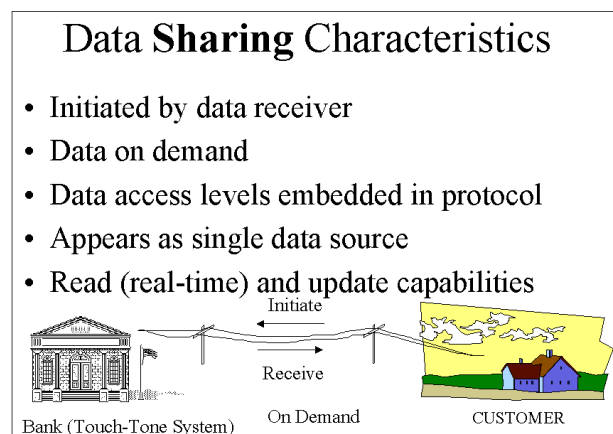 Data Sharing Characteristics
• Initiated by data receiver
• Data on demand
• Data access levels embedded in protocol
• Appears as single data source
• Read (real-time) and update capabilities
Initiate
Receive
Bank (Touch-Tone System)
On Demand
CUSTOMER